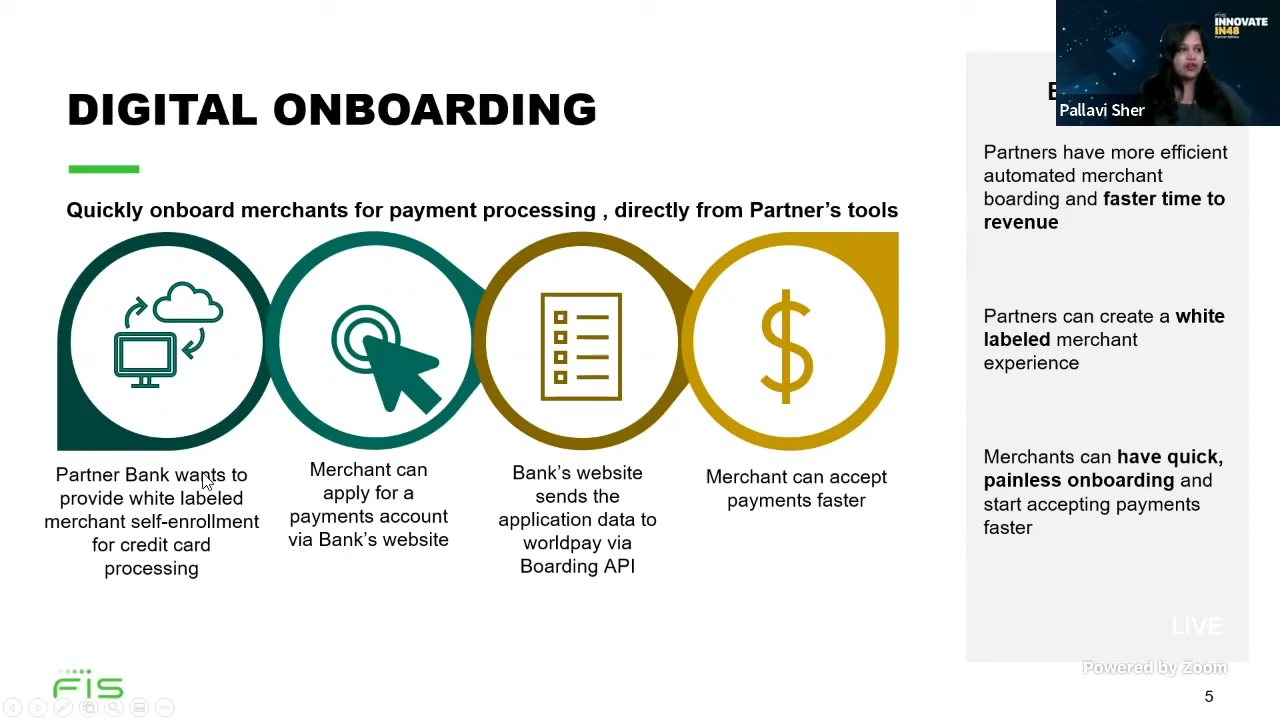 DIGITAL ONBOARDING
Quickly onboard merchants for payment processing , directly from Partner's tools
Partner Bank wants to
provide white labeled
merchant self-enrollment
for credit card
processing
Merchant can
apply for a
payments account
via Bank's website
Bank's website
sends the
application data to
worldpay via
Boarding API
Merchant can accept
payments faster
INNOVATE
IN48
Pallavi Sher
Partners have more efficient
automated merchant
boarding and faster time to
revenue
Partners can create a white
labeled merchant
experience
Merchants can have quick,
painless onboarding and
start accepting payments
faster
LIVE
Powered by Zoom
FIS
5